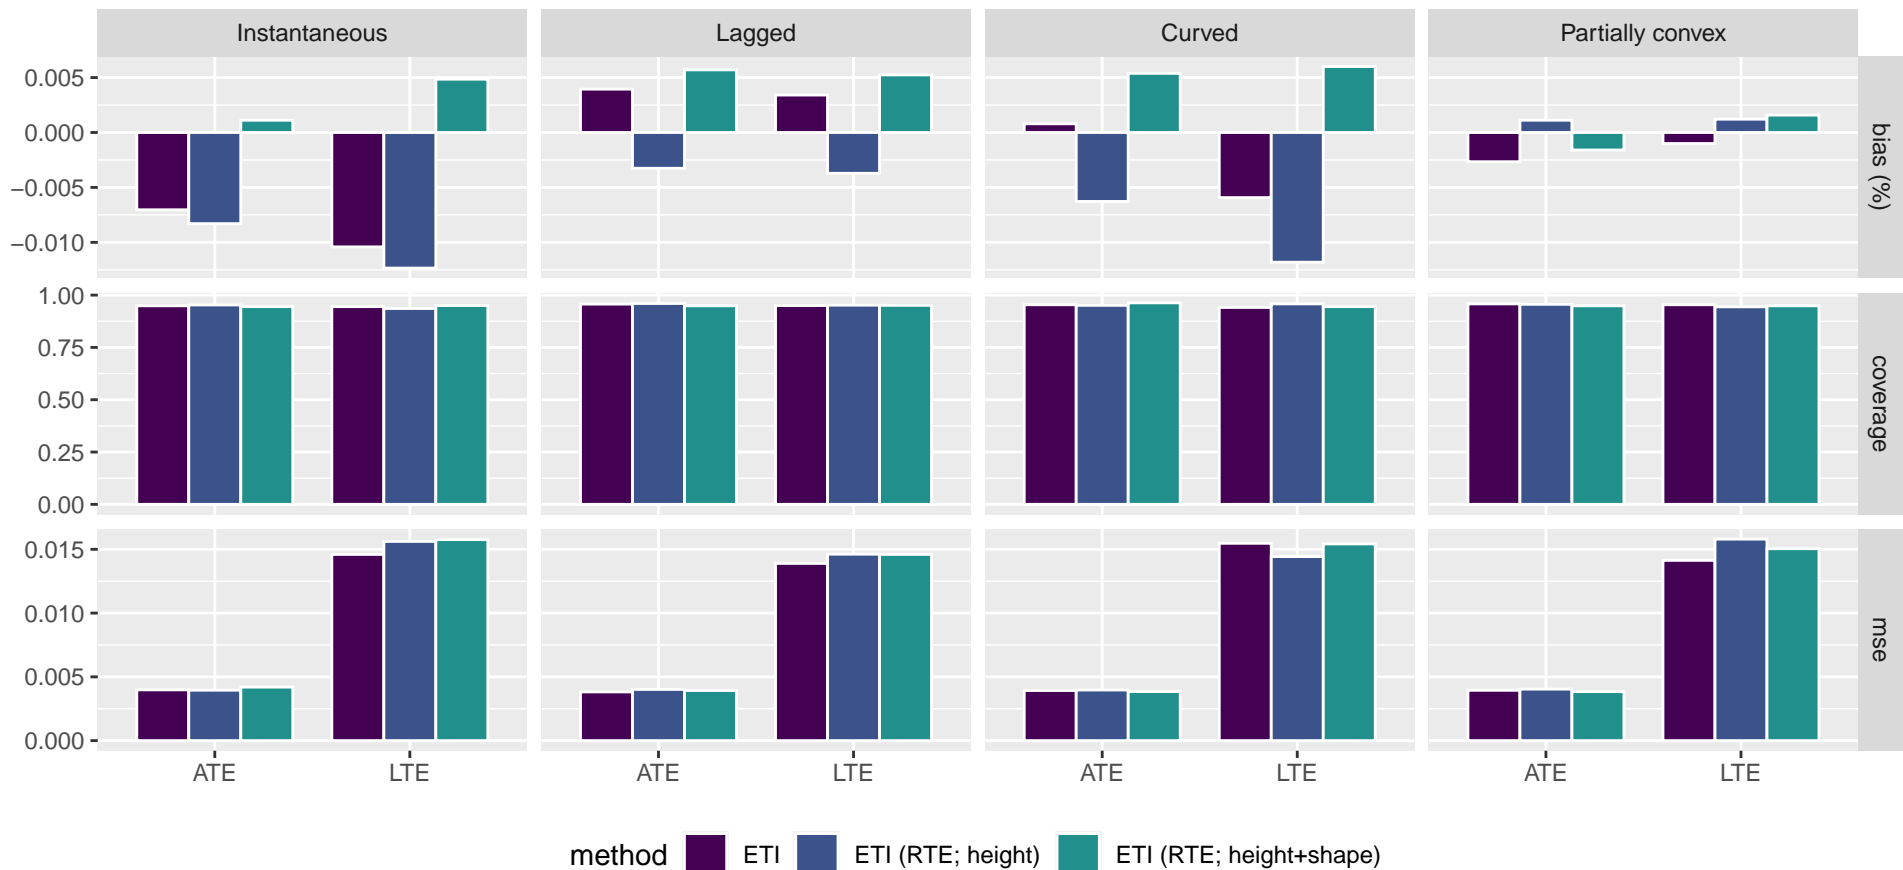 Instantaneous Lagged Curved Partially convex
0.005
0.000
−0.005
−0.010
bias (%)
1.00
0.75
0.50
0.25
0.00
coverage
0.015
0.010
0.005
0.000
mse
ATE LTE ATE LTE ATE LTE ATE LTE
method ETI ETI (RTE; height) ETI (RTE; height+shape)